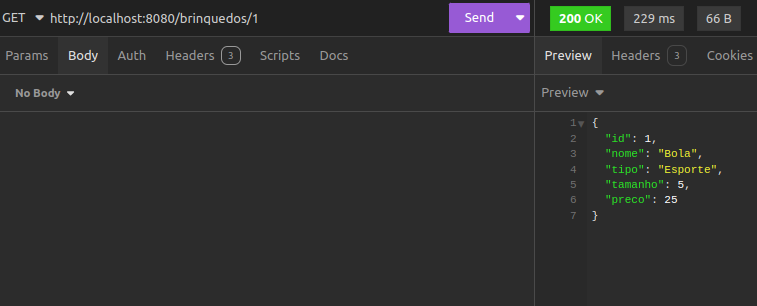 GET http://localhost:8080/brinquedos/1 Send 200 OK 229 ms 66 B
Params Body Auth Headers 3 Scripts Docs Preview Headers 3 Cookies
No Body Preview
1 {
2 "id": 1,
3 "nome": "Bola",
4 "tipo": "Esporte",
5 "tamanho": 5,
6 "preco": 25
7 }